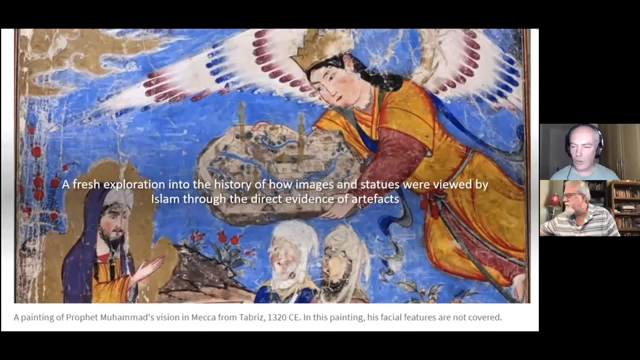 A fresh exploration into the history of how images and statues were viewed by
Islam through the direct evidence of artefacts
A painting of Prophet Muhammad's vision in Mecca from Tabriz, 1320 CE. In this painting, his facial features are not covered.